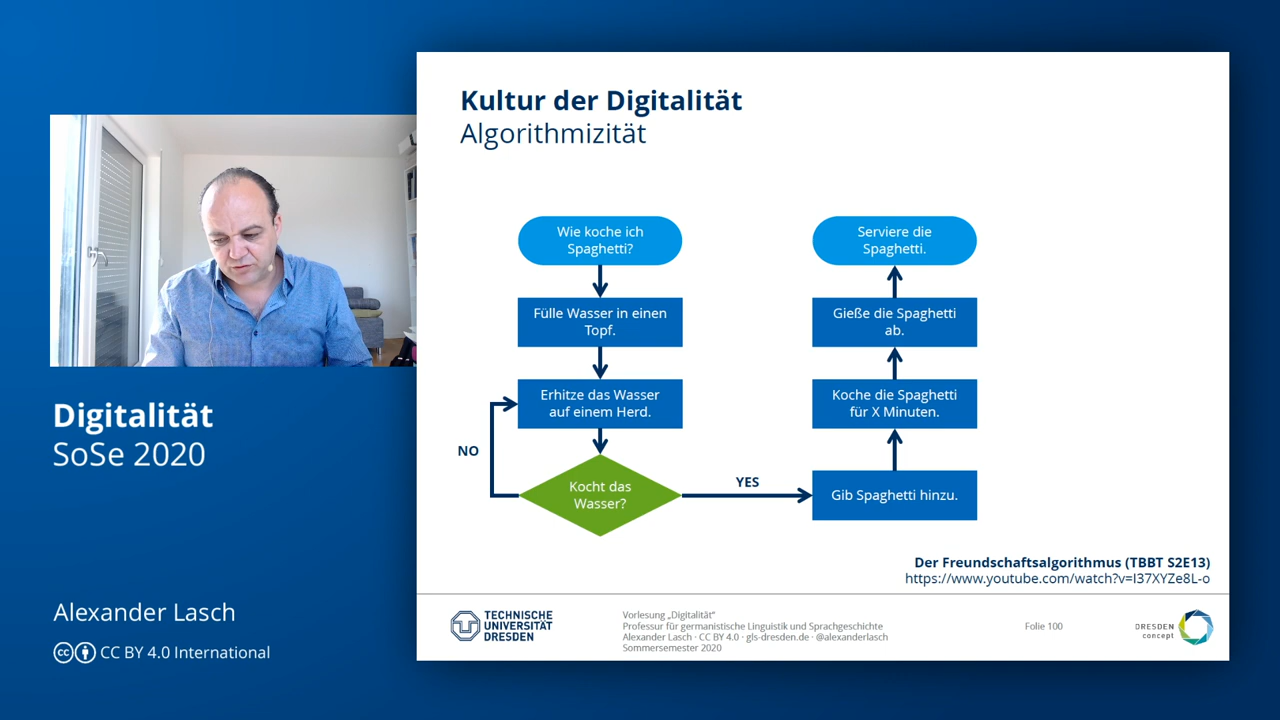 Kultur der Digitalität
Algorithmizität
Wie koche ich
Spaghetti?
Fülle Wasser in einen
Topf.
Erhitze das Wasser
auf einem Herd.
NO
Kocht das
Wasser?
YES
Gib Spaghetti hinzu.
Koche die Spaghetti
für X Minuten.
Gieße die Spaghetti
ab.
Serviere die
Spaghetti.
Der Freundschaftsalgorithmus (TBBT S2E13)
https://www.youtube.com/watch?v=I37XYZe8L-o
TECHNISCHE
UNIVERSITÄT
DRESDEN
Vorlesung „Digitalität“
Professur für germanistische Linguistik und Sprachgeschichte
Alexander Lasch · CC BY 4.0 · gls-dresden.de · @alexanderlasch
Sommersemester 2020
Folie 100
DRESDEN
concept
Digitalität
SoSe 2020
Alexander Lasch
CC BY 4.0 International